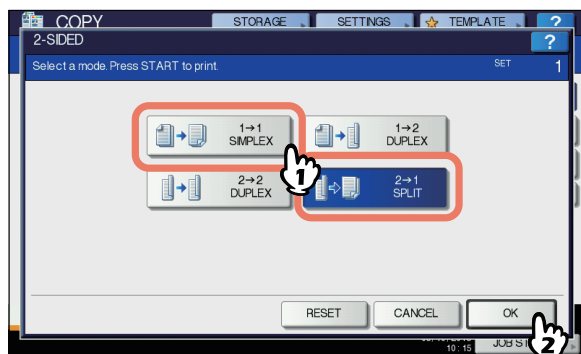 COPY
STORAGE SETTINGS TEMPLATE ?
2-SIDED ?
Select a mode. Press START to print. SET 1
1→1
SIMPLEX
1→2
DUPLEX
1
2→2
DUPLEX
2→1
SPLIT
RESET CANCEL OK
2
10:15 JOB ST